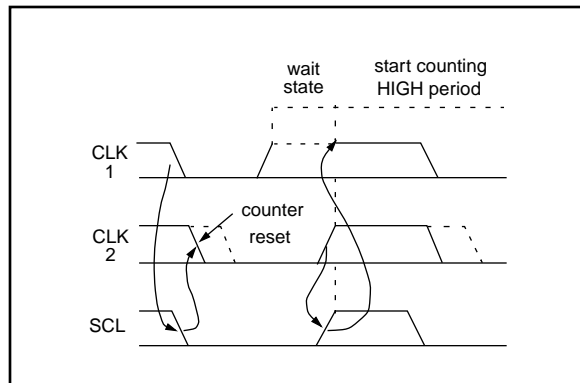 wait
state
start counting
HIGH period
CLK
1
counter
reset
CLK
2
SCL